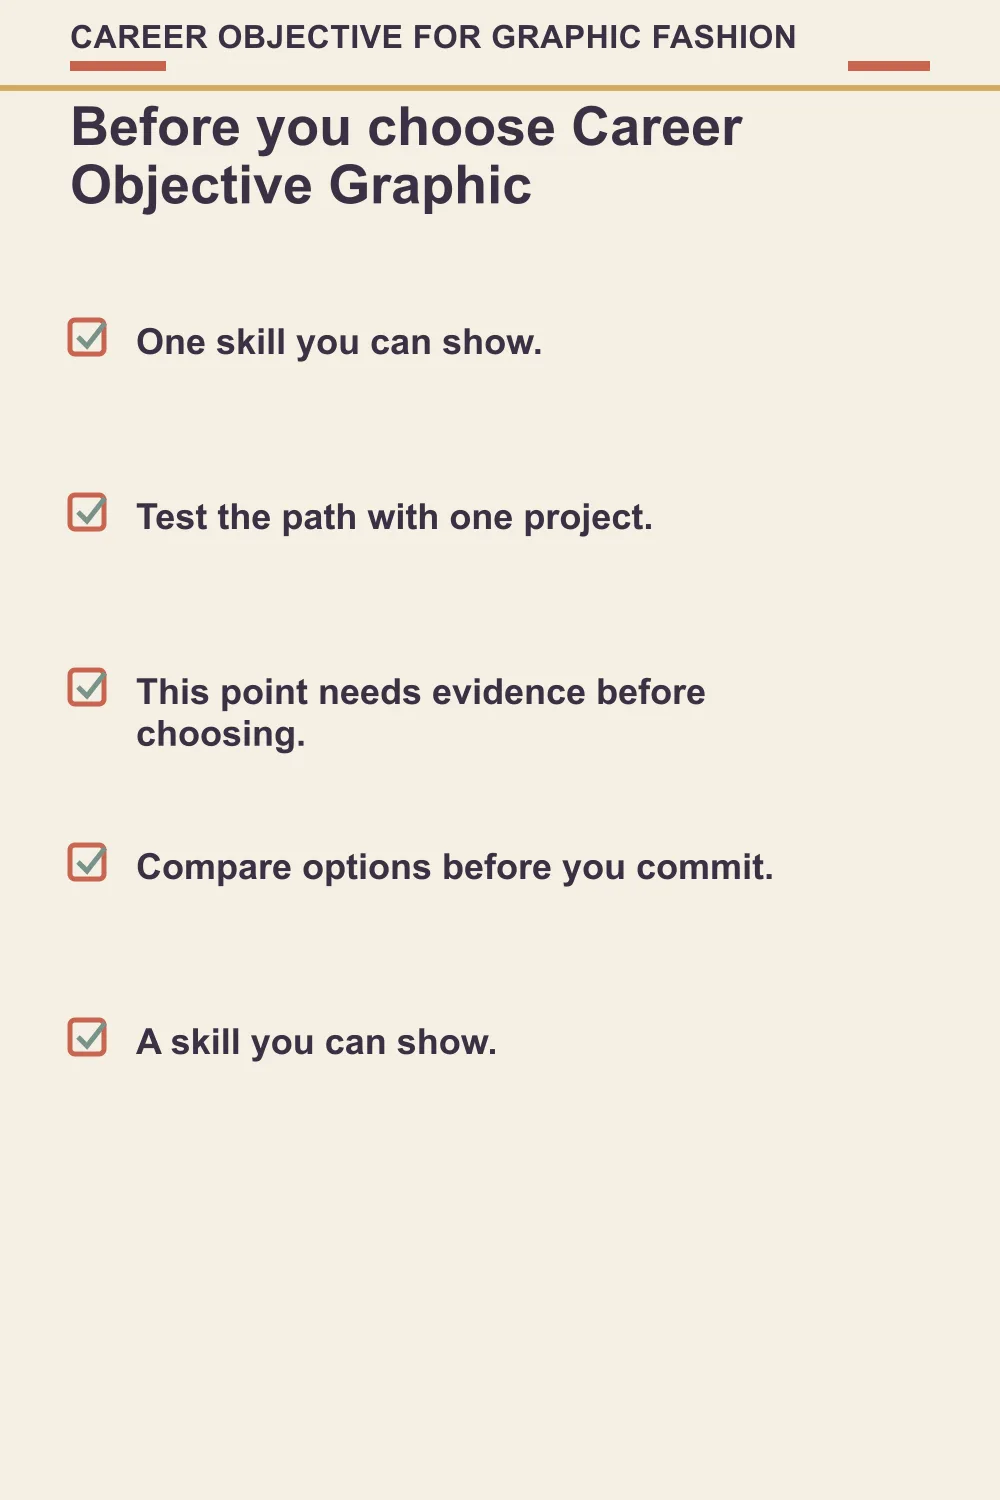 CAREER OBJECTIVE FOR GRAPHIC FASHION
Before you choose Career
Objective Graphic
One skill you can show.
Test the path with one project.
This point needs evidence before
choosing.
Compare options before you commit.
A skill you can show.